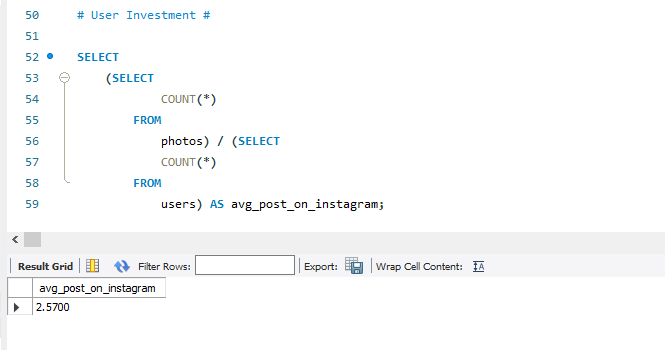 50 # User Investment #
51
52 SELECT
53 (SELECT
54 COUNT(*)
55 FROM
56 photos) / (SELECT
57 COUNT(*)
58 FROM
59 users) AS avg_post_on_instagram;
Result Grid Filter Rows: Export: Wrap Cell Content:
avg_post_on_instagram
2.5700